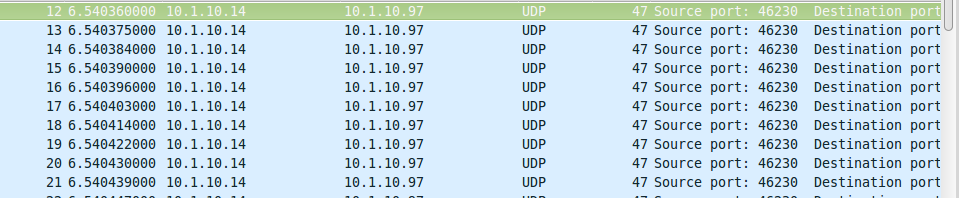 12 6.540360000 10.1.10.14 10.1.10.97 UDP 47 Source port: 46230 Destination port
13 6.540375000 10.1.10.14 10.1.10.97 UDP 47 Source port: 46230 Destination port
14 6.540384000 10.1.10.14 10.1.10.97 UDP 47 Source port: 46230 Destination port
15 6.540390000 10.1.10.14 10.1.10.97 UDP 47 Source port: 46230 Destination port
16 6.540396000 10.1.10.14 10.1.10.97 UDP 47 Source port: 46230 Destination port
17 6.540403000 10.1.10.14 10.1.10.97 UDP 47 Source port: 46230 Destination port
18 6.540414000 10.1.10.14 10.1.10.97 UDP 47 Source port: 46230 Destination port
19 6.540422000 10.1.10.14 10.1.10.97 UDP 47 Source port: 46230 Destination port
20 6.540430000 10.1.10.14 10.1.10.97 UDP 47 Source port: 46230 Destination port
21 6.540439000 10.1.10.14 10.1.10.97 UDP 47 Source port: 46230 Destination port